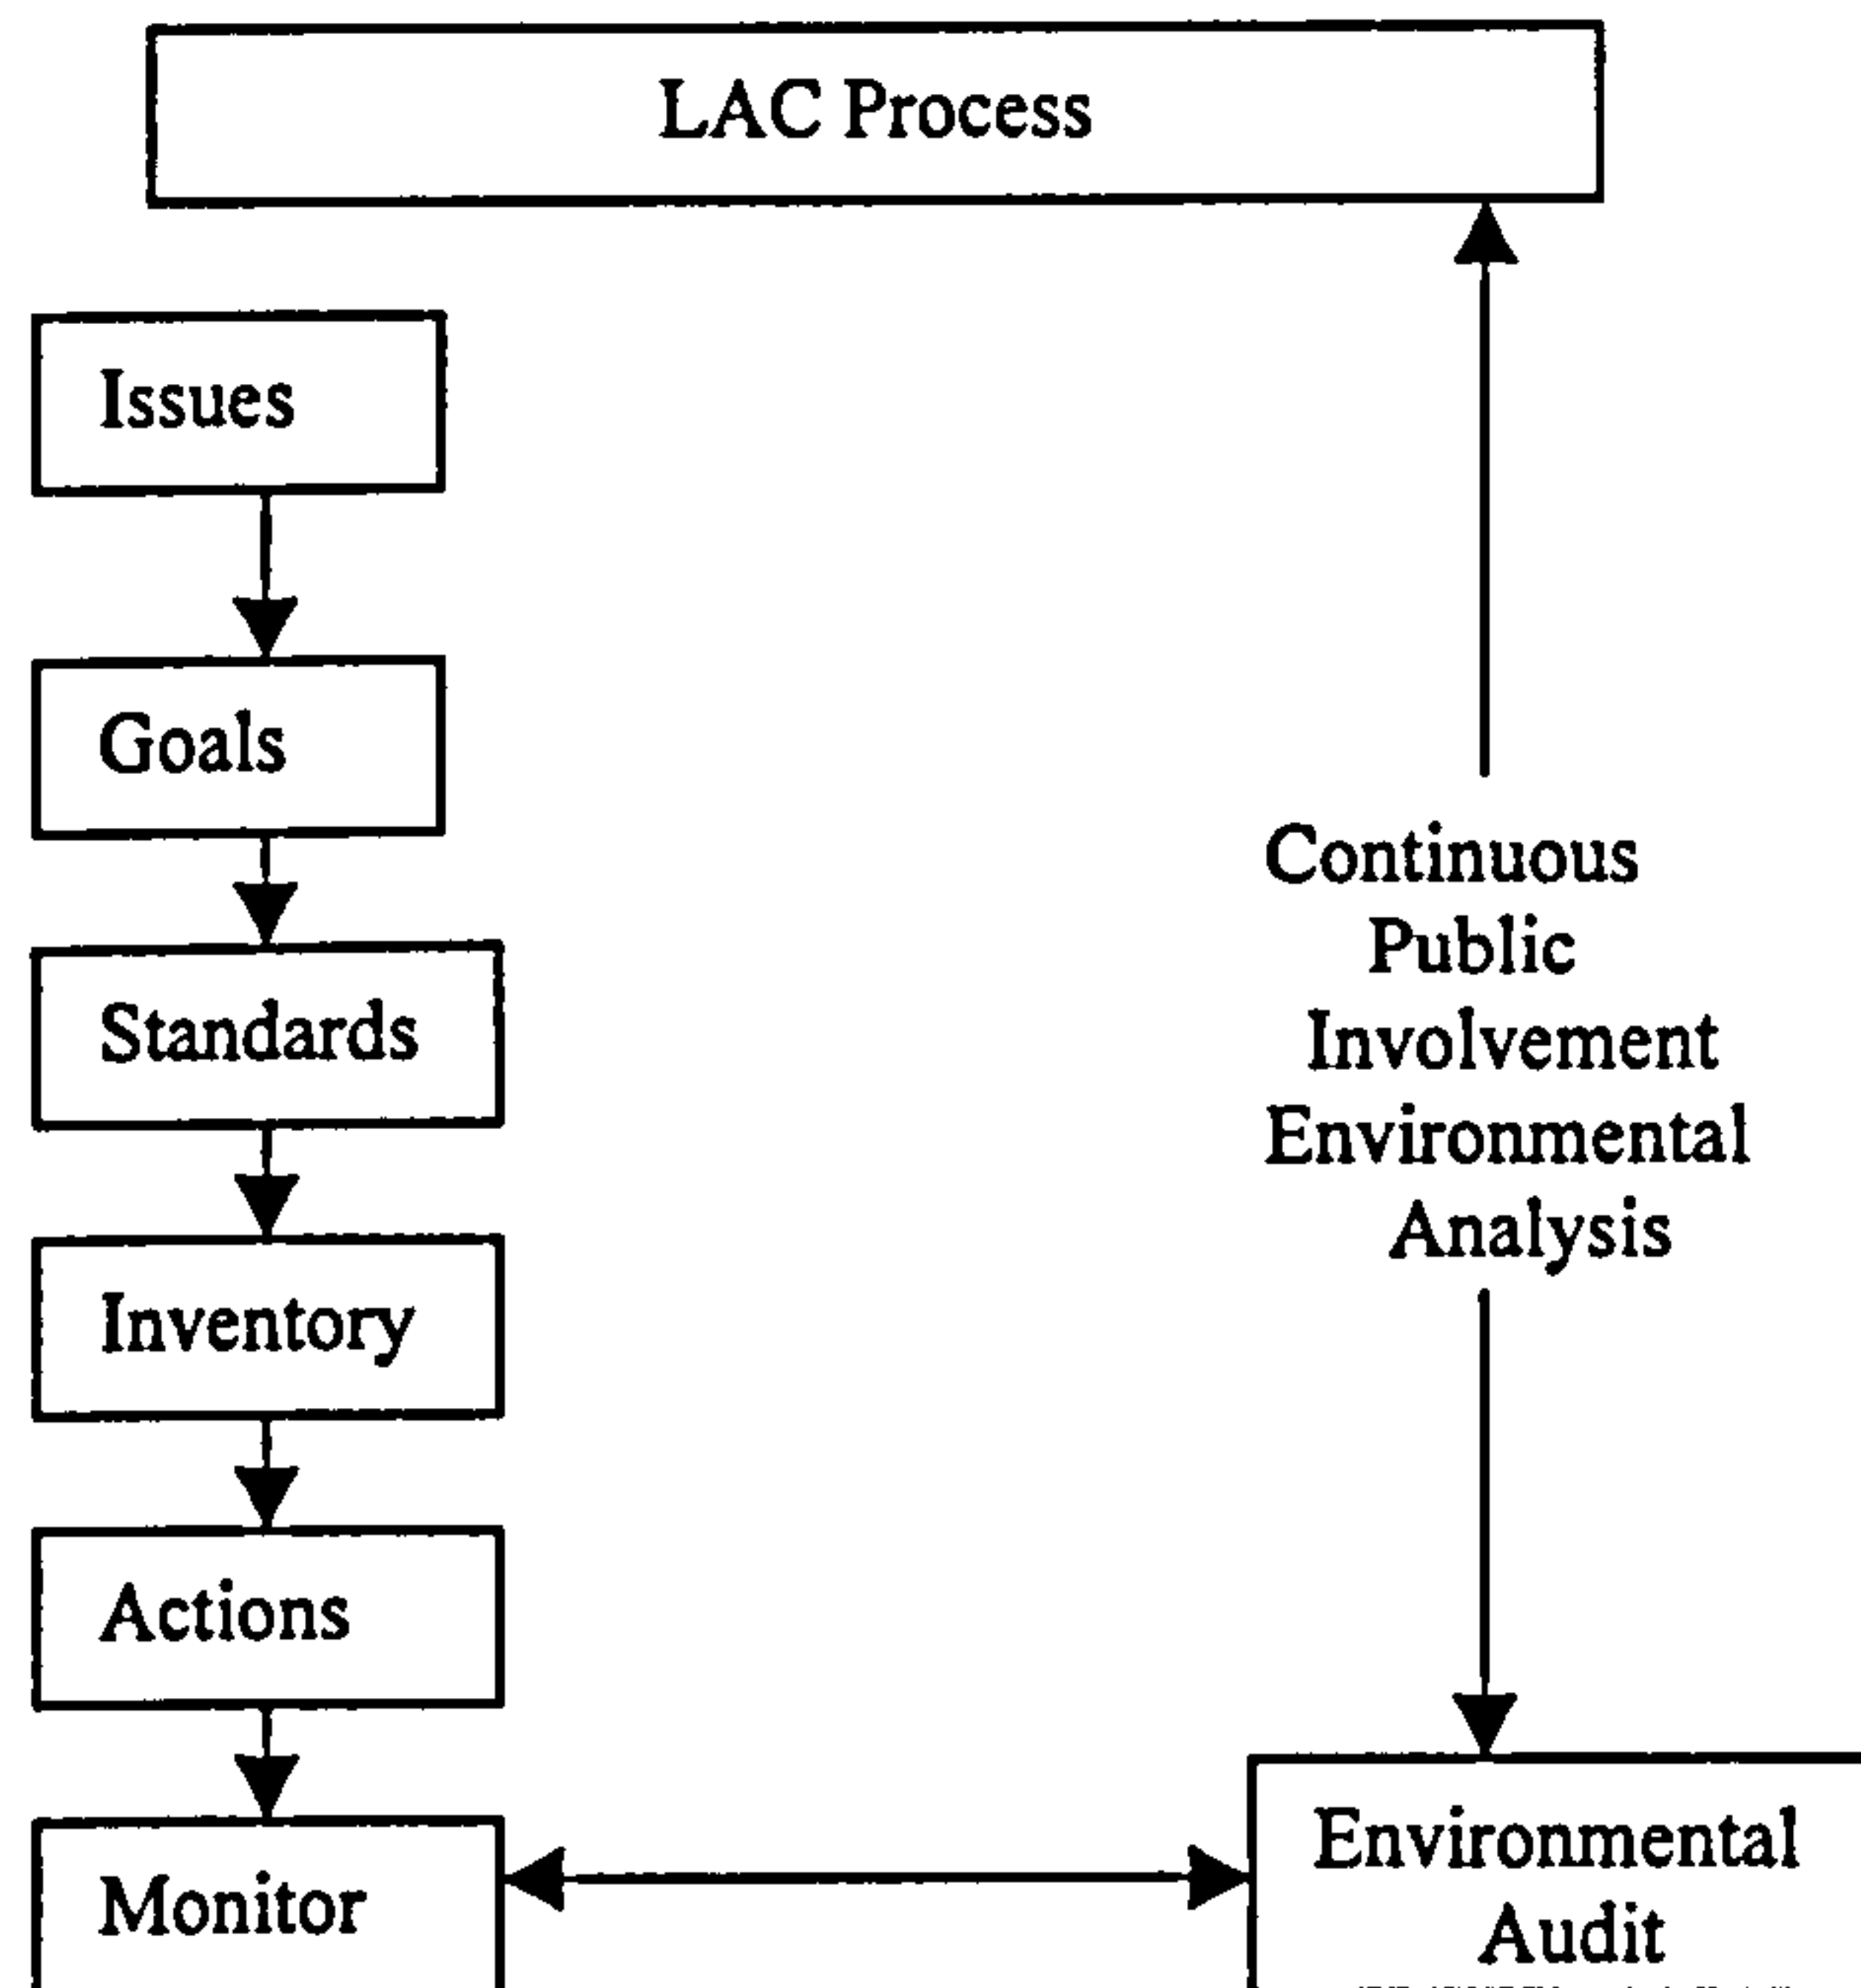 LAC Process
Issues
Goals
Standards
Inventory
Actions
Monitor
Continuous
Public
Involvement
Environmental
Analysis
Environmental
Audit